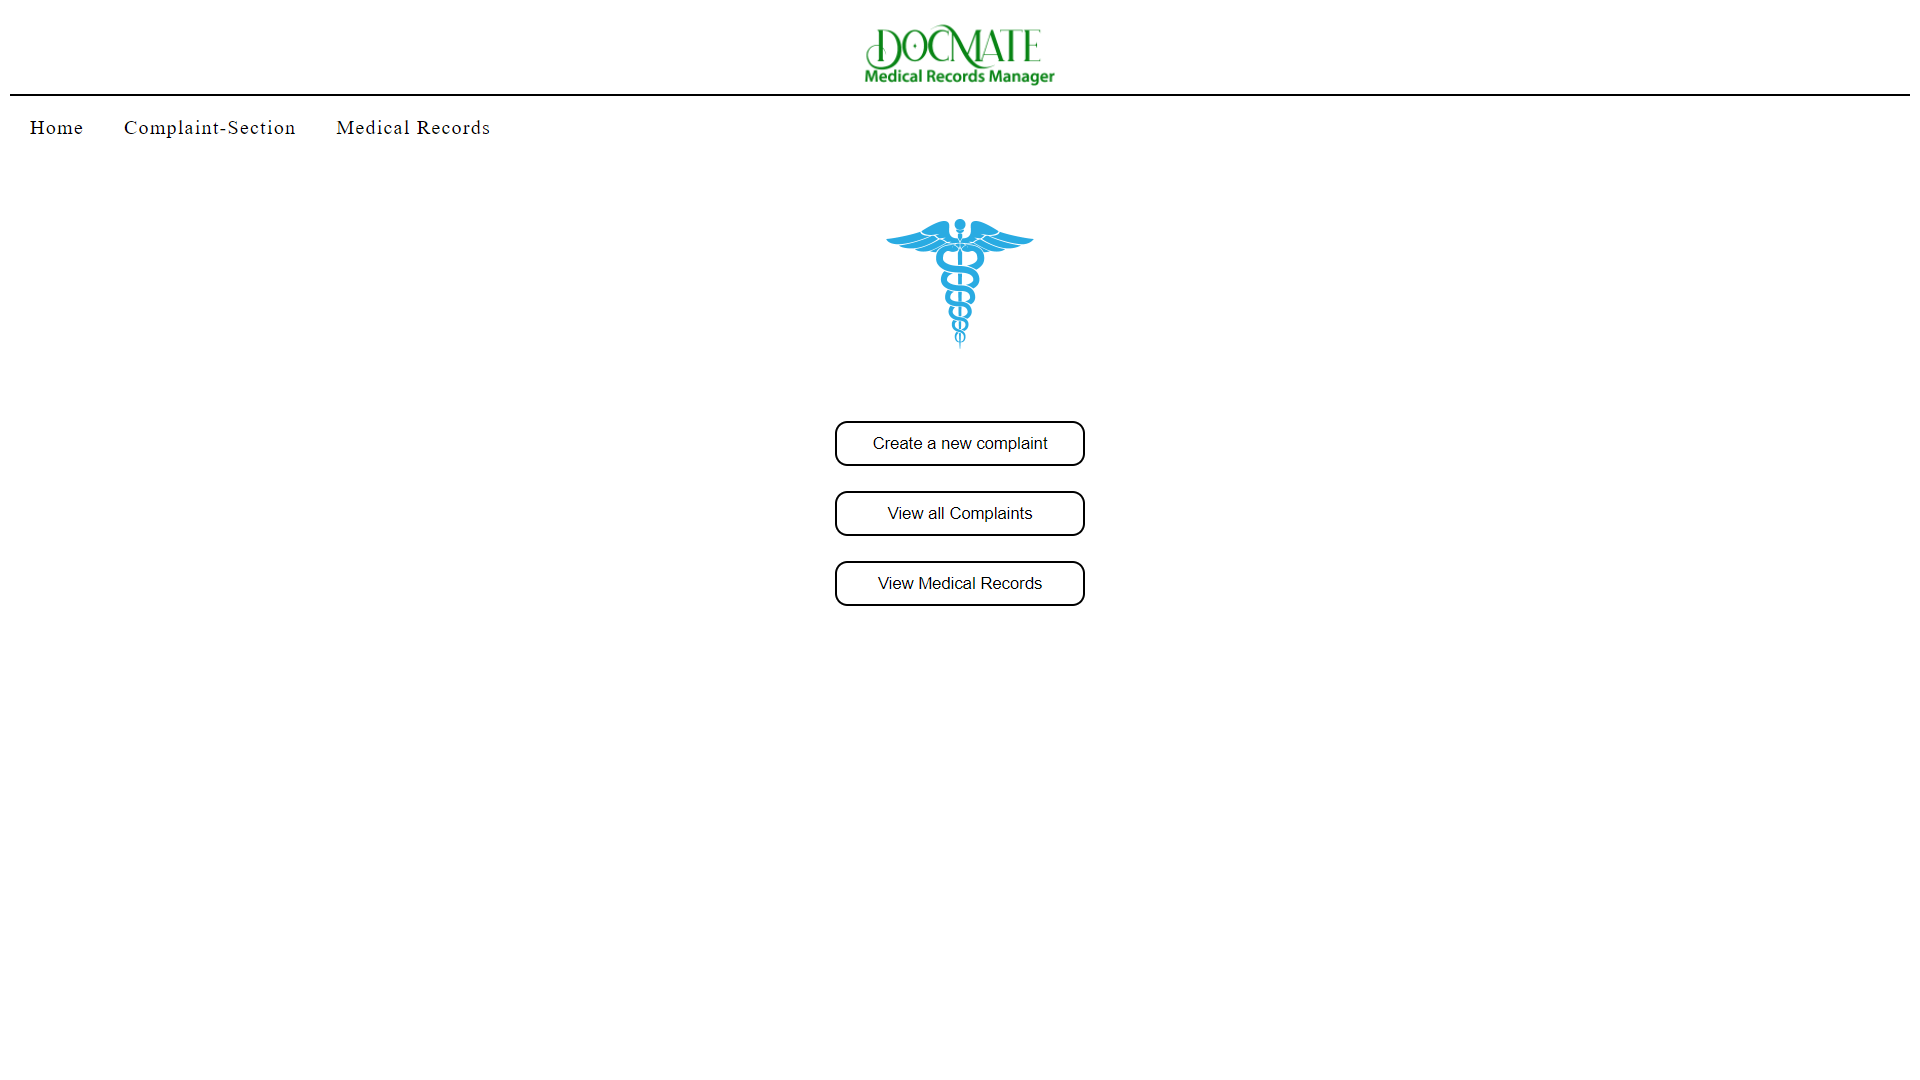 DOCMATE
Medical Records Manager
Home Complaint-Section Medical Records
Create a new complaint
View all Complaints
View Medical Records